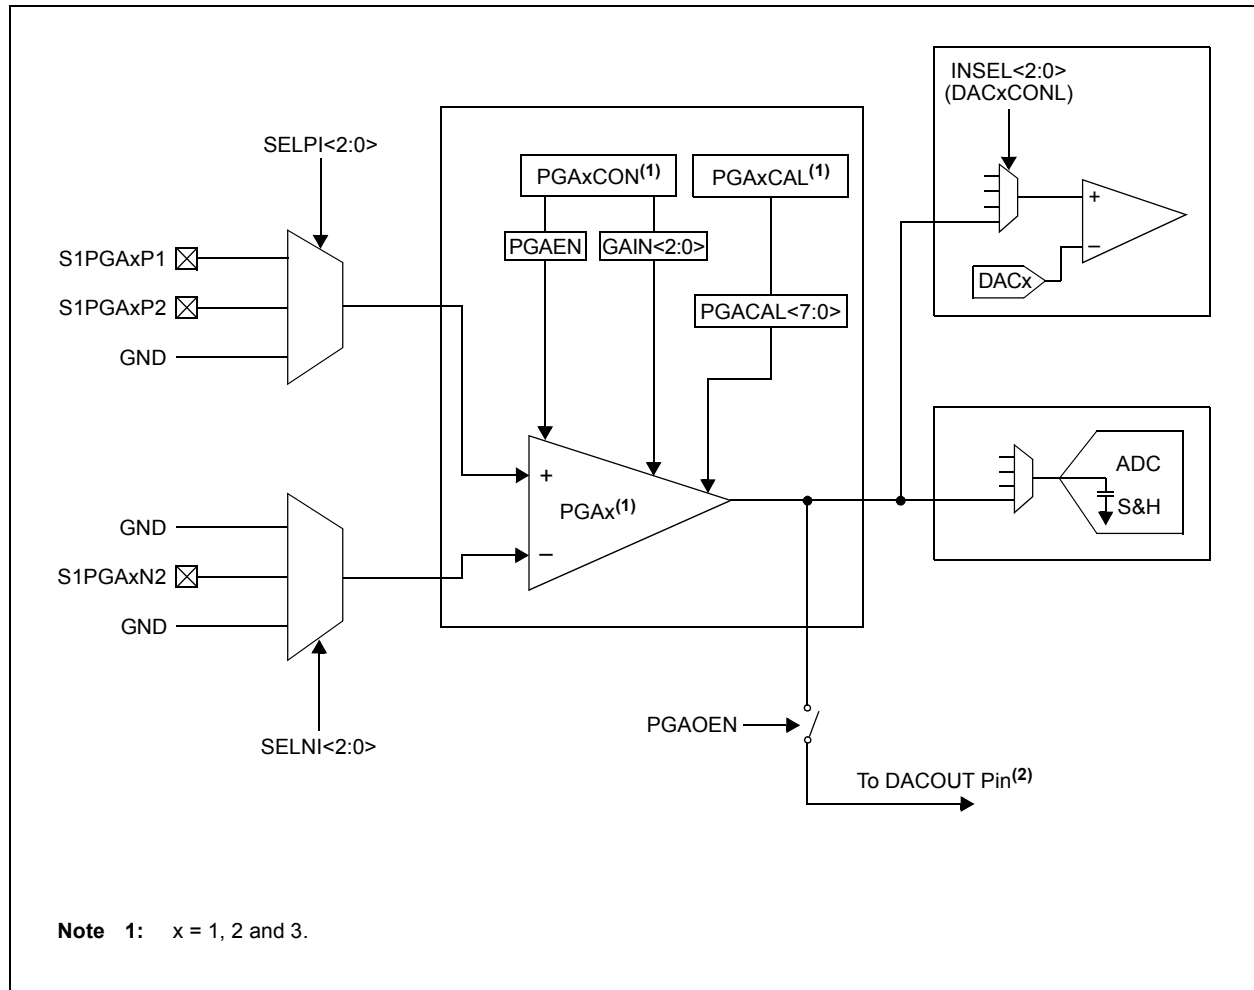 INSEL<2:0>
(DACxCONL)
SELPI<2:0>
PGAxCON(1)
PGAxCAL(1)
PGAEN
GAIN<2:0>
S1PGAxP1
S1PGAxP2
GND
PGACAL<7:0>
+
–
DACx
+
–
PGAx(1)
ADC
S&H
GND
S1PGAxN2
GND
SELNI<2:0>
PGAOEN
To DACOUT Pin(2)
Note 1: x = 1, 2 and 3.